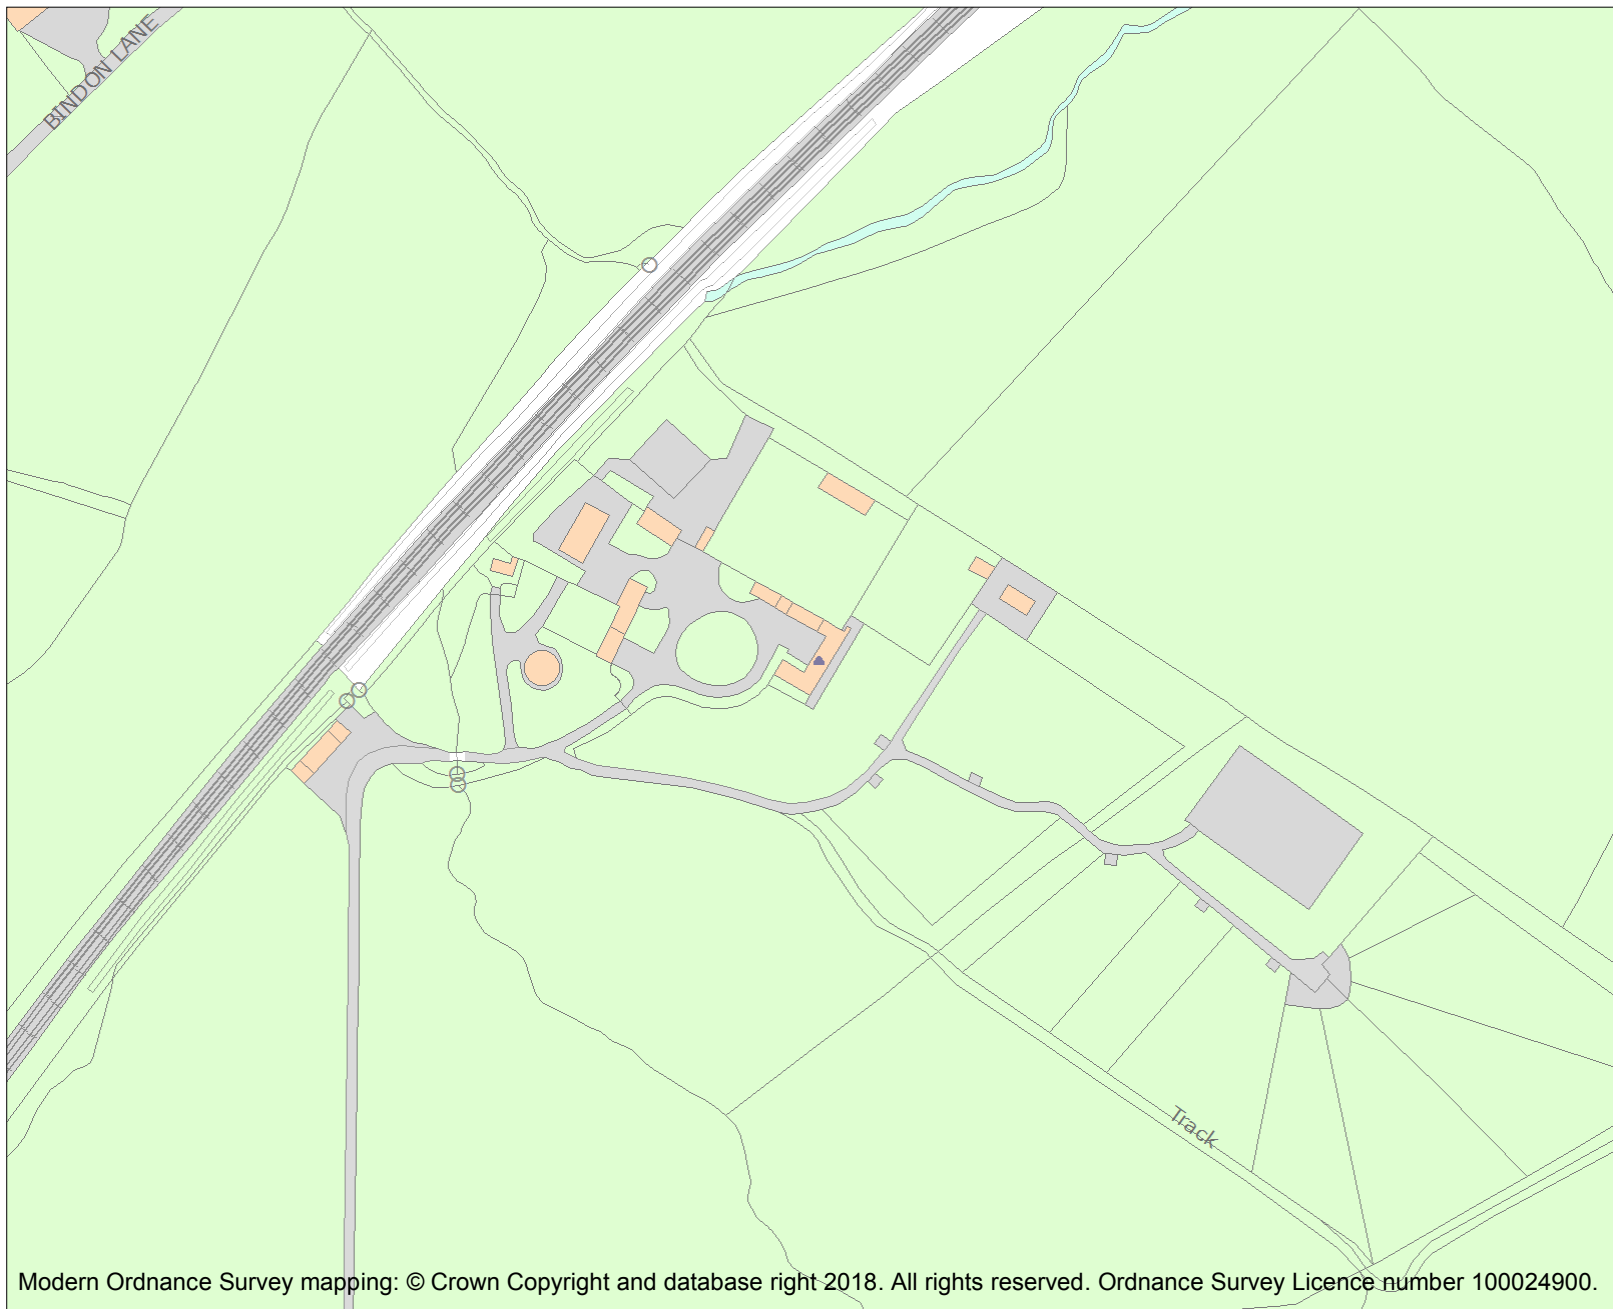 BINDON LANE
Track
Modern Ordnance Survey mapping: © Crown Copyright and database right 2018. All rights reserved. Ordnance Survey Licence number 100024900.